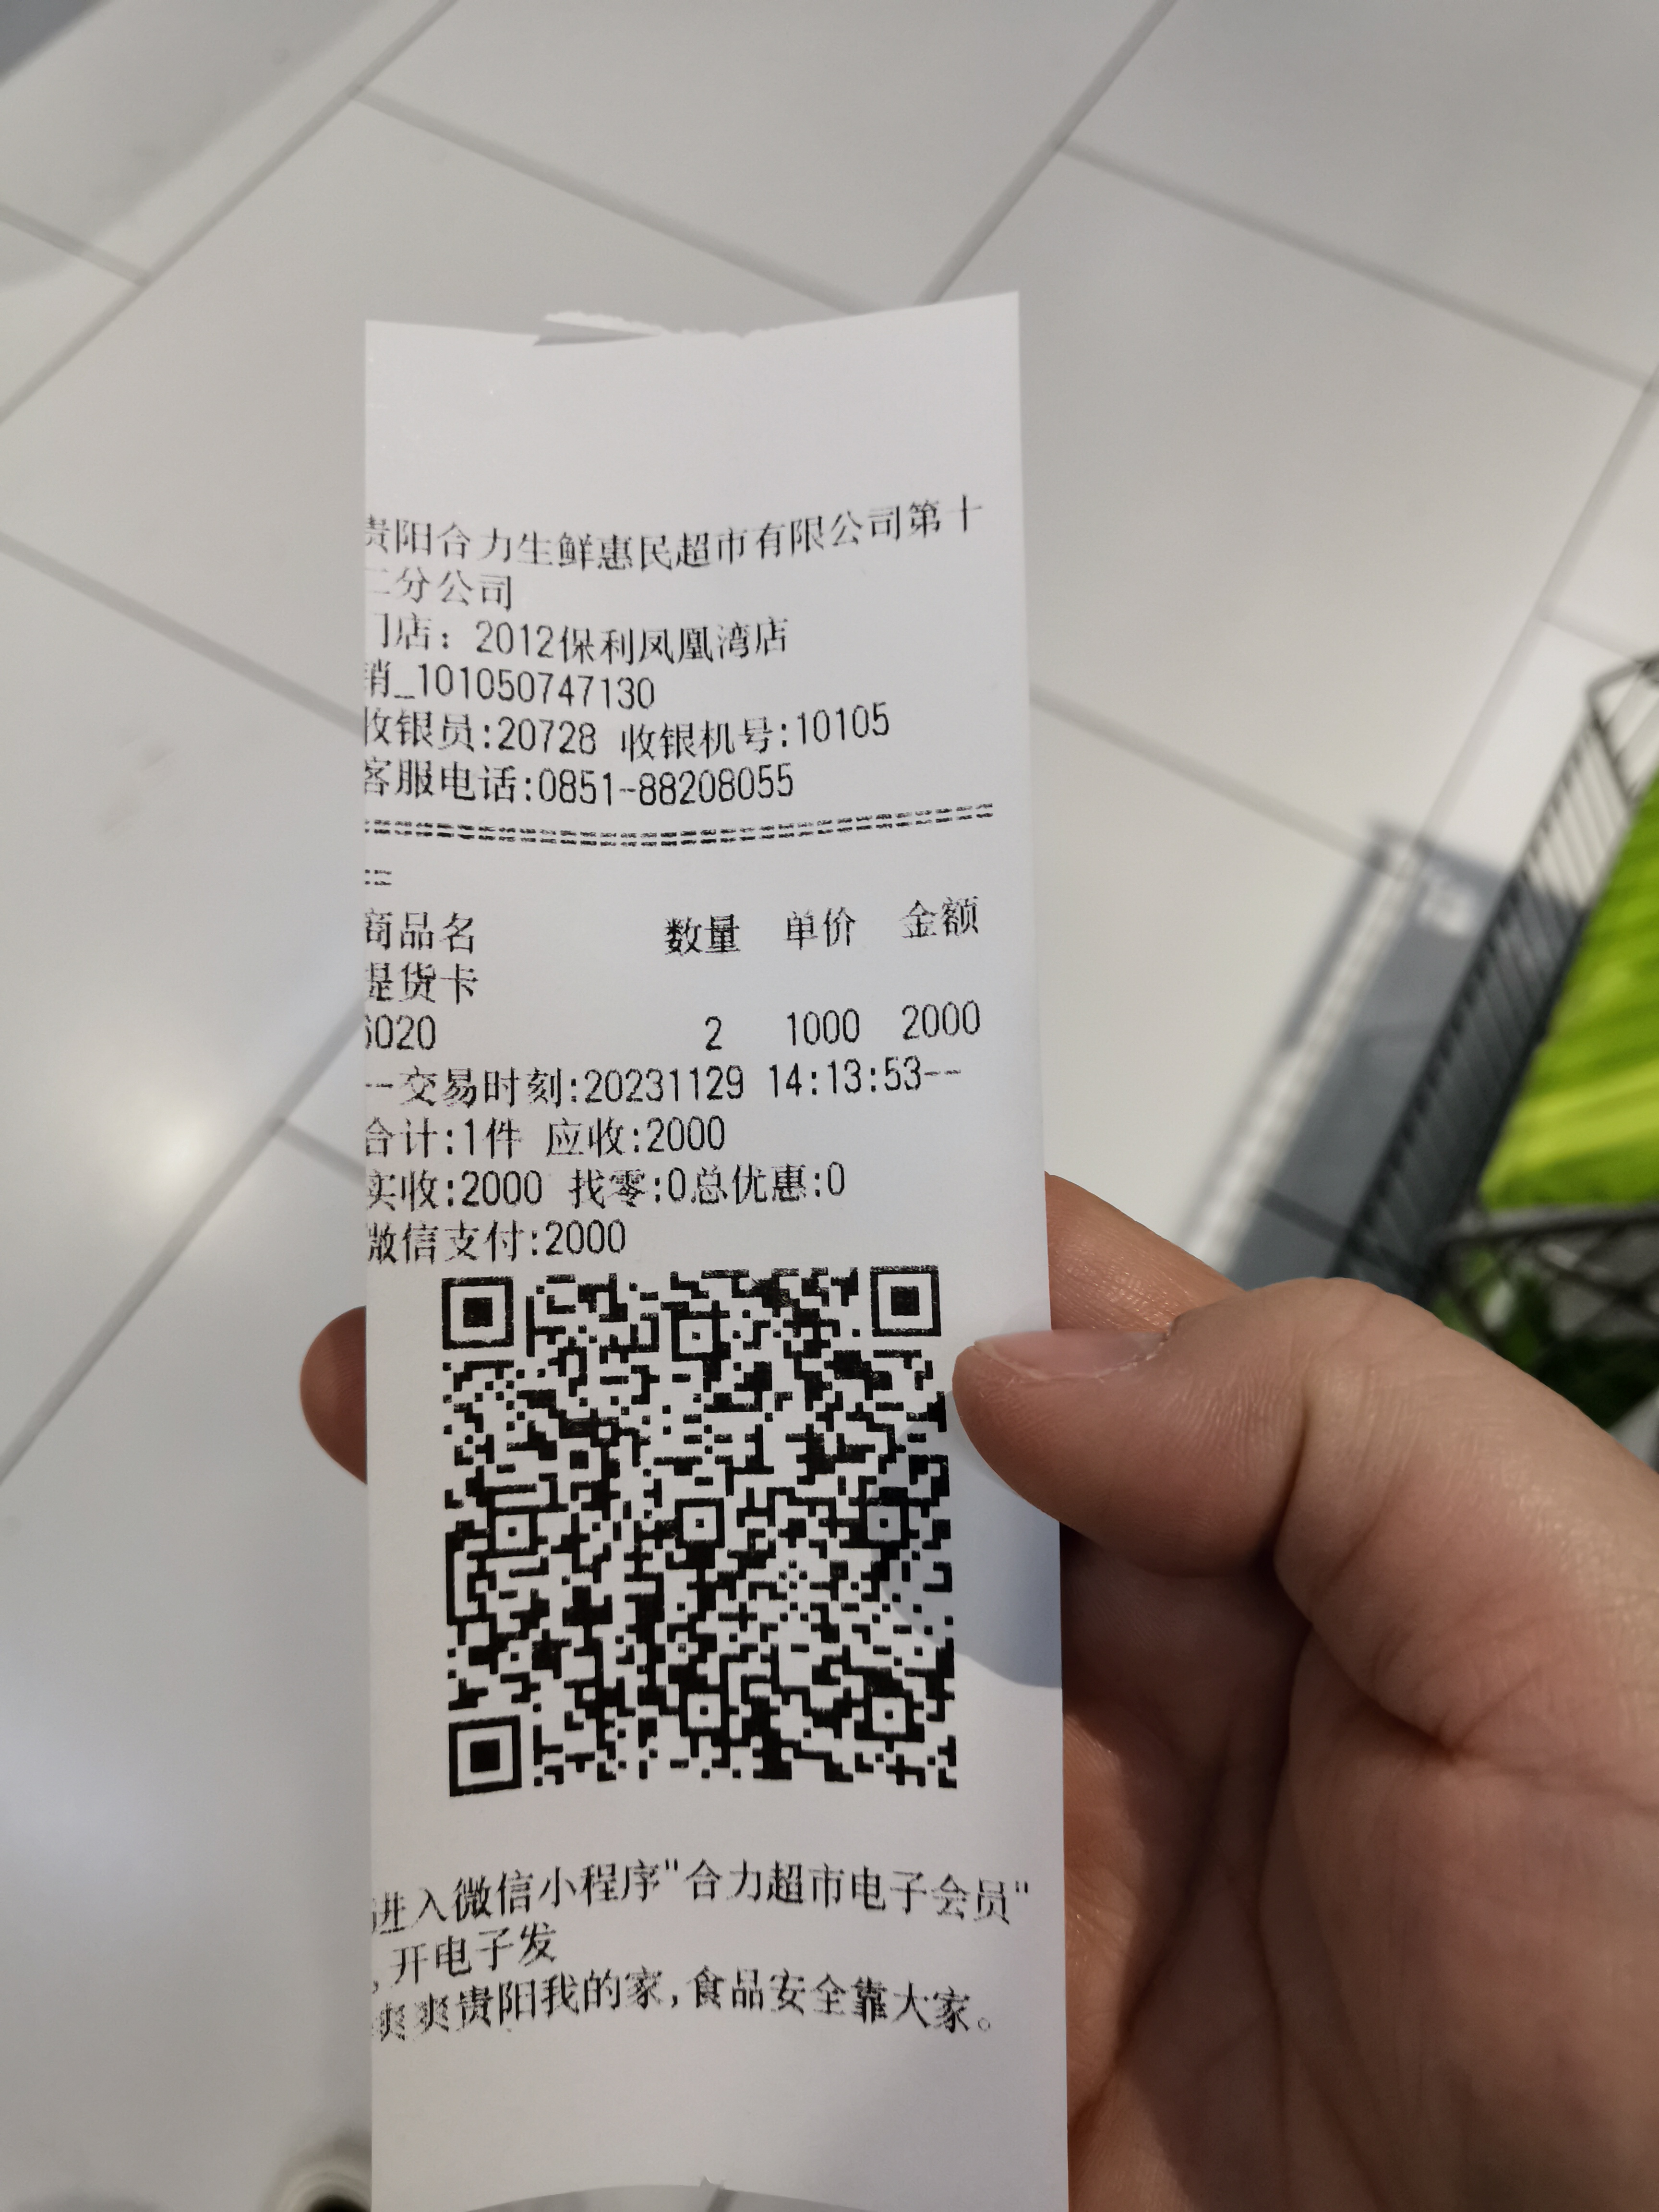 贵阳合力生鲜惠民超市有限公司第十
二分公司
门店：2012保利凤凰湾店
销_101050747130
收银员:20728 收银机号:10105
客服电话:0851-88208055
==================================
==
商品名 数量 单价 金额
提货卡
6020 2 1000 2000
--交易时刻:20231129 14:13:53--
合计:1件 应收:2000
实收:2000 找零:0总优惠:0
微信支付:2000
进入微信小程序"合力超市电子会员"
,开电子发
爽爽贵阳我的家,食品安全靠大家。